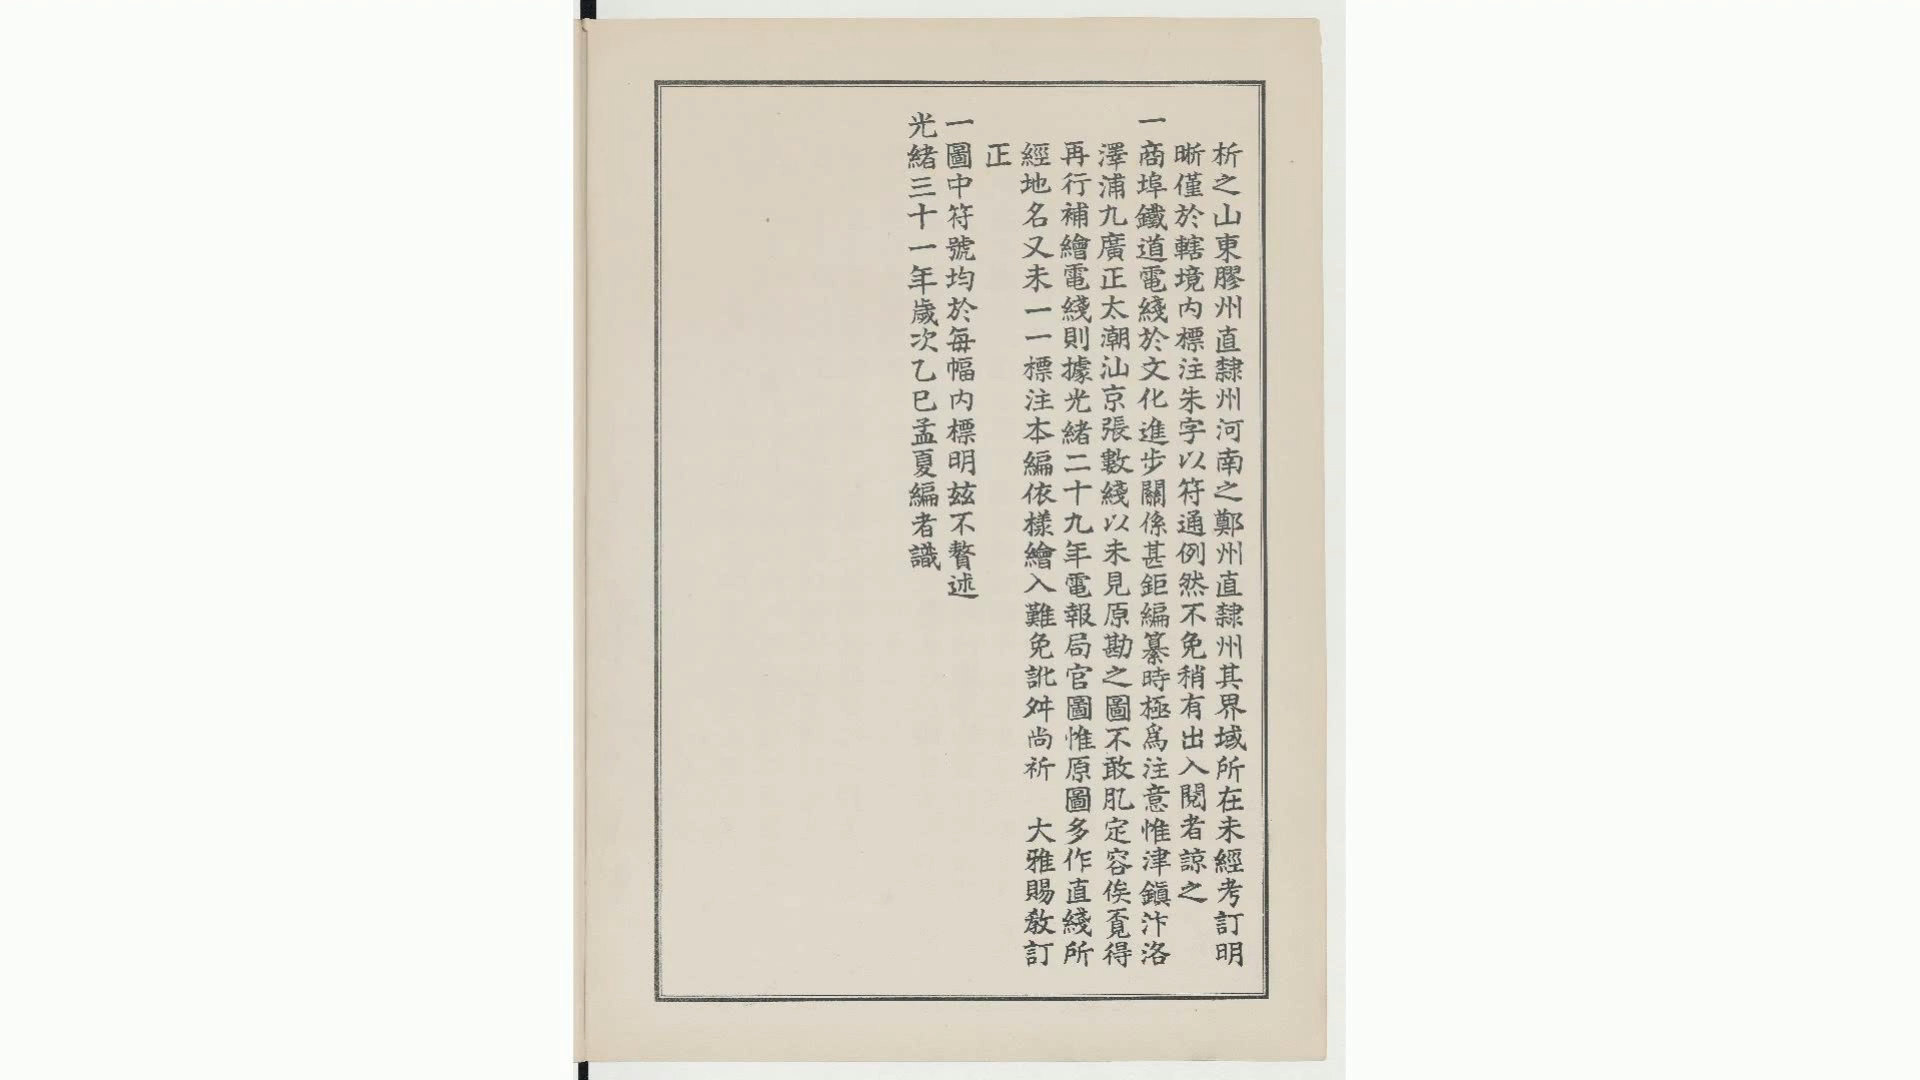 析之山東膠州直隸州河南之鄭州直隸州其界域所在未經考訂明
晰僅於轄境内標注朱字以符通例然不免稍有出入閱者諒之
一商埠鐵道電綫於文化進步關係甚鉅編纂時極爲注意惟津鎭汴洛
澤浦九廣正太潮汕京張數綫以未見原勘之圖不敢肊定容俟覓得
再行補繪電綫則據光緒二十九年電報局官圖惟原圖多作直綫所
經地名又未一一標注本編依樣繪入難免訛舛尚祈　大雅賜教訂
正
一圖中符號均於每幅内標明兹不贅述
光緒三十一年歲次乙巳孟夏編者識